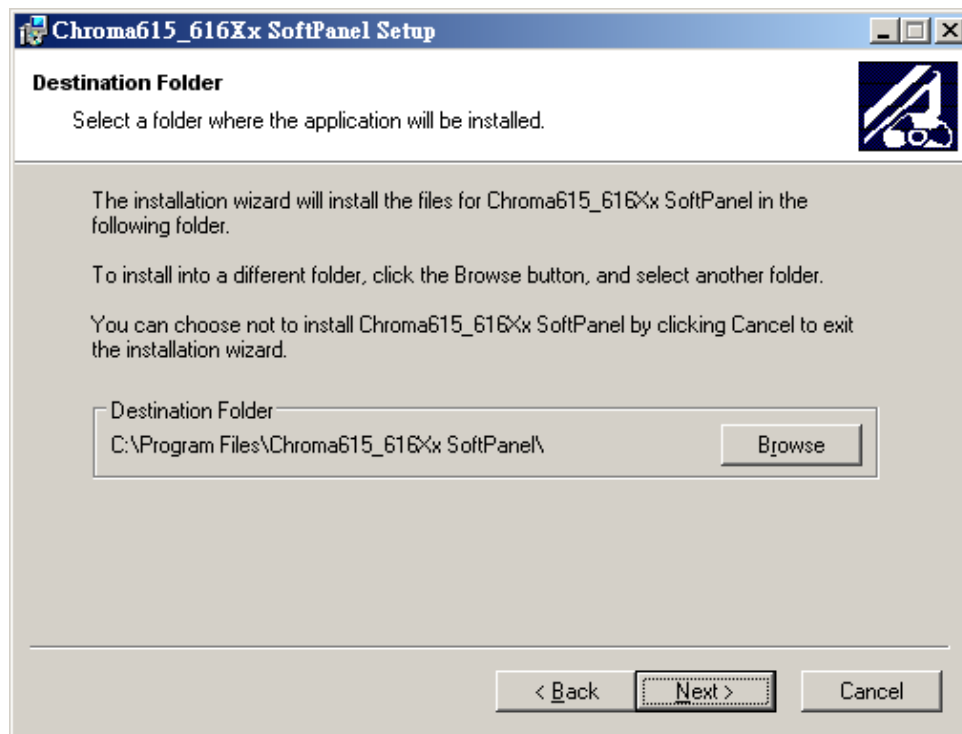 Chroma615_616Xx SoftPanel Setup
Destination Folder
Select a folder where the application will be installed.
The installation wizard will install the files for Chroma615_616Xx SoftPanel in the
following folder.
To install into a different folder, click the Browse button, and select another folder.
You can choose not to install Chroma615_616Xx SoftPanel by clicking Cancel to exit
the installation wizard.
Destination Folder
C:\Program Files\Chroma615_616Xx SoftPanel\
Browse
< Back
Next >
Cancel